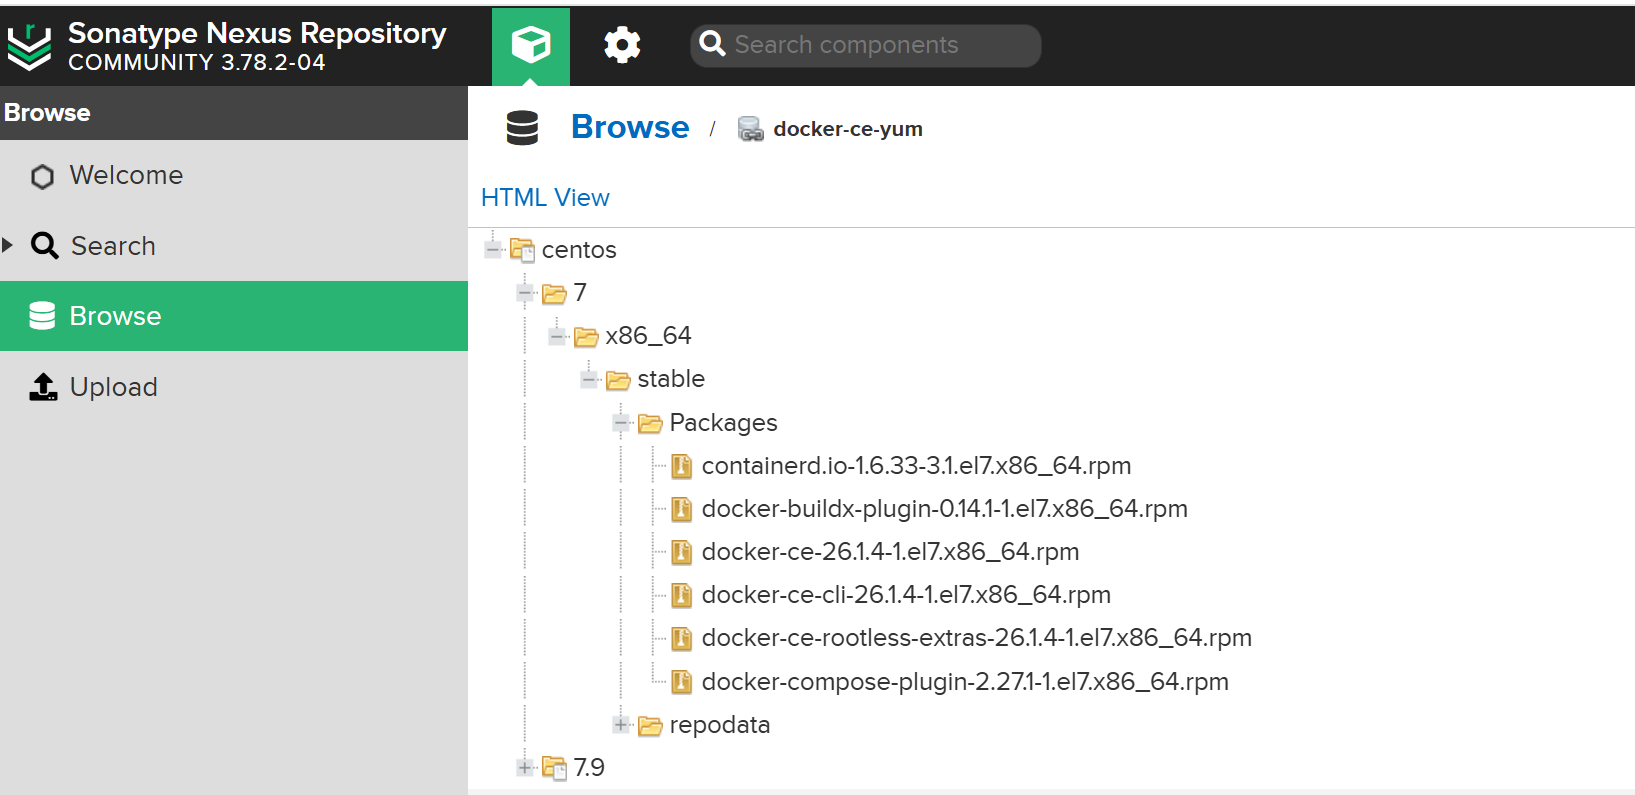 Sonatype Nexus Repository
COMMUNITY 3.78.2-04
Search components
Browse
Welcome
Search
Browse
Upload
Browse / docker-ce-yum
HTML View
centos
7
x86_64
stable
Packages
containerd.io-1.6.33-3.1.el7.x86_64.rpm
docker-buildx-plugin-0.14.1-1.el7.x86_64.rpm
docker-ce-26.1.4-1.el7.x86_64.rpm
docker-ce-cli-26.1.4-1.el7.x86_64.rpm
docker-ce-rootless-extras-26.1.4-1.el7.x86_64.rpm
docker-compose-plugin-2.27.1-1.el7.x86_64.rpm
repodata
7.9